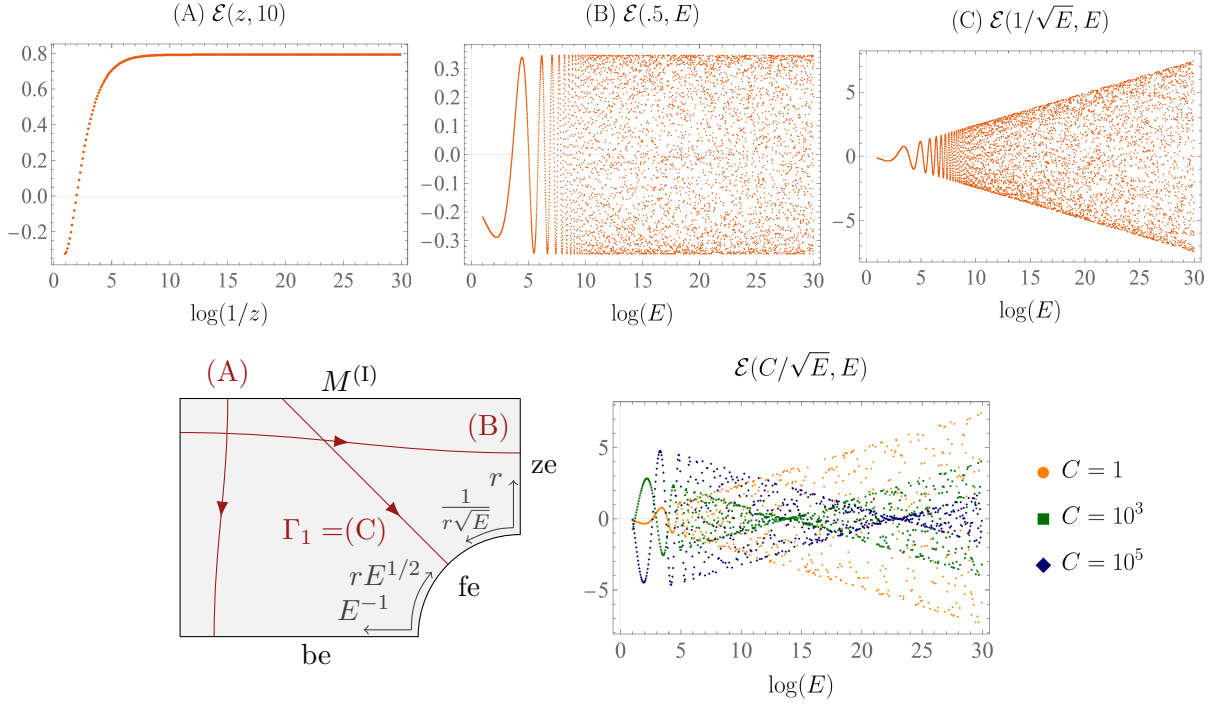 (A) ℰ(z, 10)
0.8
0.6
0.4
0.2
0.0
−0.2
0 5 10 15 20 25 30
log(1/z)
(B) ℰ(.5, E)
0.3
0.2
0.1
0.0
−0.1
−0.2
−0.3
0 5 10 15 20 25 30
log(E)
(C) ℰ(1/√E, E)
5
0
−5
0 5 10 15 20 25 30
log(E)
(A)
M^(I)
(B)
ze
r
1/(r√E)
Γ₁ =(C)
rE^1/2
fe
E^−1
be
ℰ(C/√E, E)
5
0
−5
0 5 10 15 20 25 30
log(E)
C = 1
C = 10³
C = 10⁵